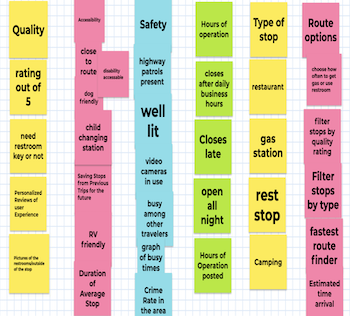 Quality
rating
out of
5
need
restroom
key or not
Personalized
Reviews of user
Experience
Pictures of the
restrooms/outside
of the stop
Accessibility
close
to
route
disability
accessable
dog
friendly
child
changing
station
Saving Stops
from Previous
Trips for the
future
RV
friendly
Duration
of
Average
Stop
Safety
highway
patrols
present
well
lit
video
cameras
in use
busy
among
other
travelers
graph
of busy
times
Crime
Rate in
the area
Hours of
operation
closes
after daily
business
hours
Closes
late
open
all
night
Hours of
Operation
posted
Type of
stop
restaurant
gas
station
rest
stop
Camping
Route
options
choose how
often to get
gas or use
restroom
filter
stops by
quality
rating
Filter
stops
by type
fastest
route
finder
Estimated
time
arrival